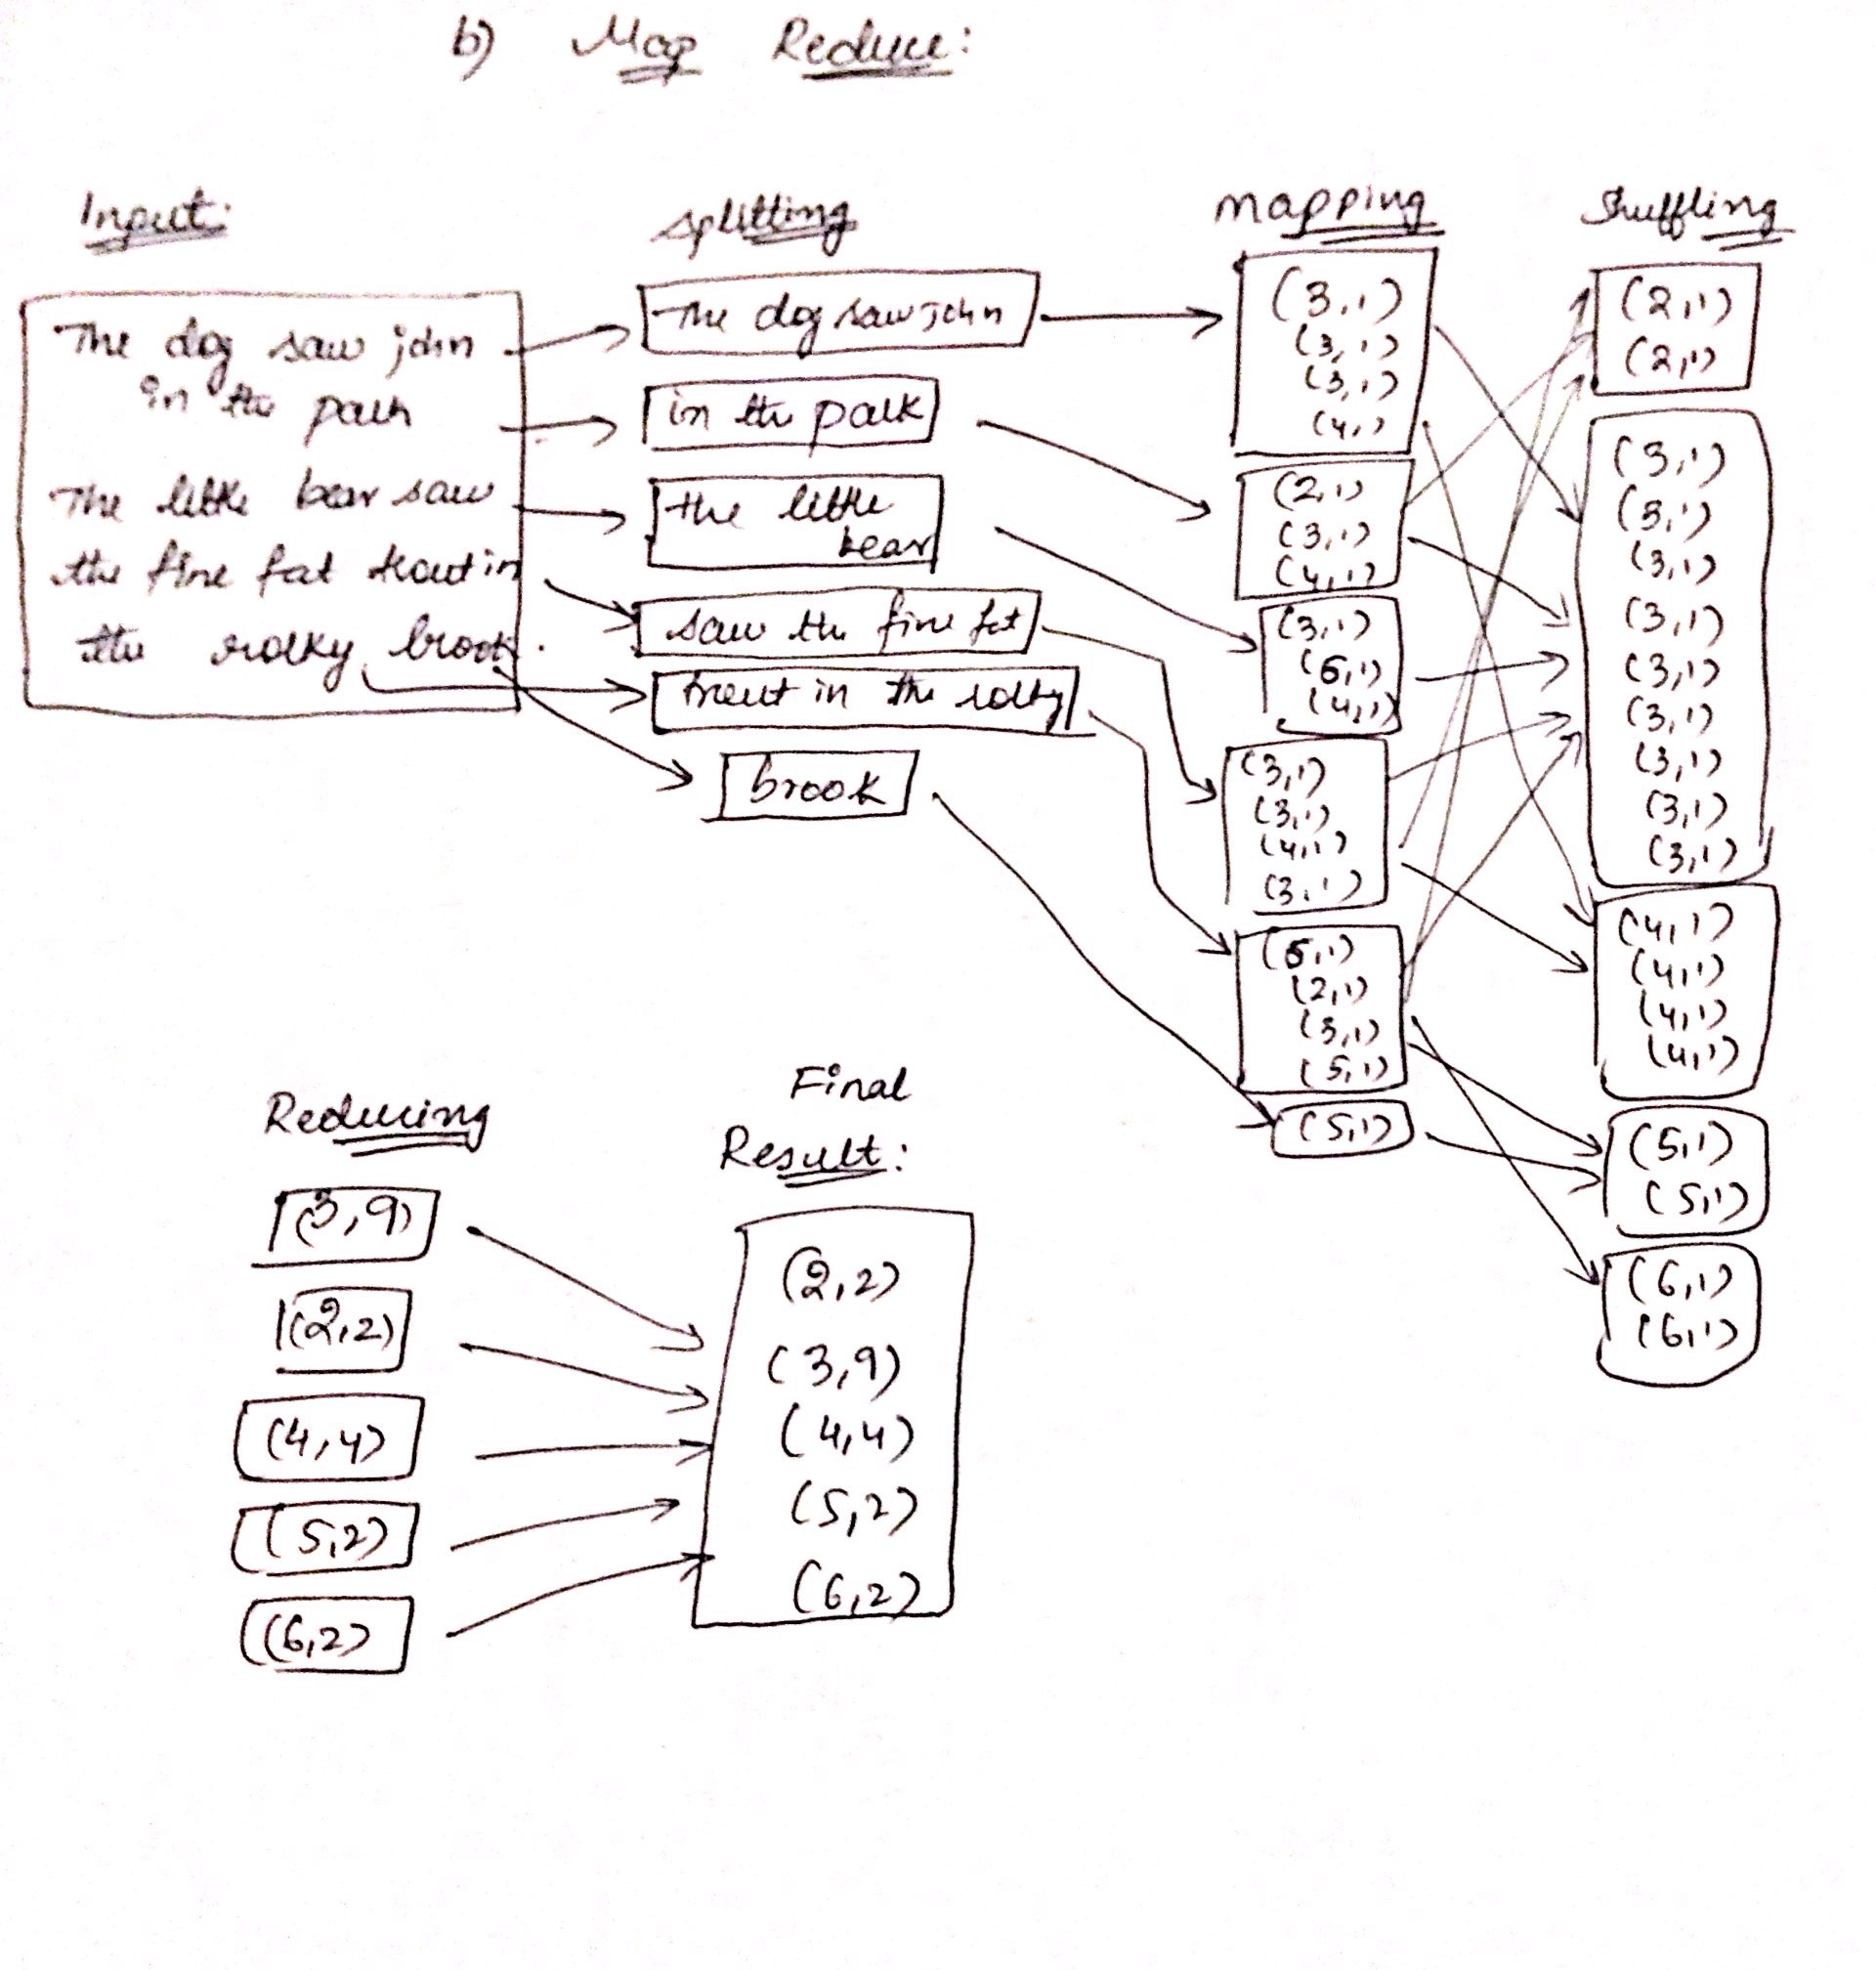 b) Map Reduce:
Input:
The dog saw john
in the path
The little bear saw
the fine fat trout in
the rocky brook.
splitting
The dog saw john
in the park
the little
bear
saw the fine fat
trout in the rocky
brook
mapping
(3,1)
(3,1)
(3,1)
(4,1)
(2,1)
(3,1)
(4,1)
(3,1)
(6,1)
(4,1)
(3,1)
(3,1)
(4,1)
(3,1)
(2,1)
(3,1)
(5,1)
(5,1)
Shuffling
(2,1)
(2,1)
(3,1)
(3,1)
(3,1)
(3,1)
(3,1)
(3,1)
(3,1)
(3,1)
(3,1)
(4,1)
(4,1)
(4,1)
(4,1)
(5,1)
(5,1)
(6,1)
(6,1)
Reducing
(3,9)
(2,2)
(4,4)
(5,2)
(6,2)
Final
Result:
(2,2)
(3,9)
(4,4)
(5,2)
(6,2)